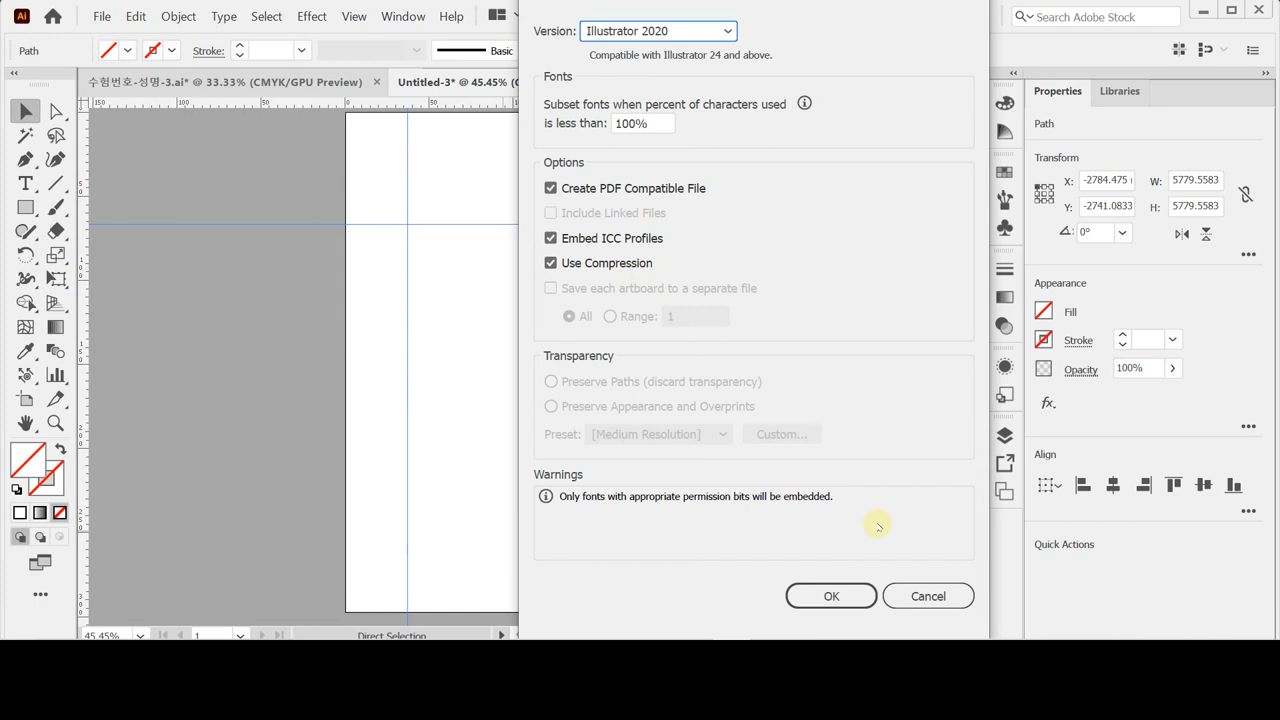 Ai File Edit Object Type Select Effect View Window Help Search Adobe Stock
Path Stroke: Basic
수험번호-성명-3.ai* @ 33.33% (CMYK/GPU Preview) × Untitled-3* @ 45.45% (C
150 100 50 0 50
Version: Illustrator 2020
Compatible with Illustrator 24 and above.
Fonts
Subset fonts when percent of characters used
is less than: 100%
Options
Create PDF Compatible File
Include Linked Files
Embed ICC Profiles
Use Compression
Save each artboard to a separate file
All Range: 1
Transparency
Preserve Paths (discard transparency)
Preserve Appearance and Overprints
Preset: [Medium Resolution] Custom...
Warnings
Only fonts with appropriate permission bits will be embedded.
OK Cancel
Properties Libraries
Path
Transform
X: -2784.475 W: 5779.5583
Y: -2741.0833 H: 5779.5583
0°
Appearance
Fill
Stroke
Opacity 100%
fx.
Align
Quick Actions
45.45% 1 Direct Selection